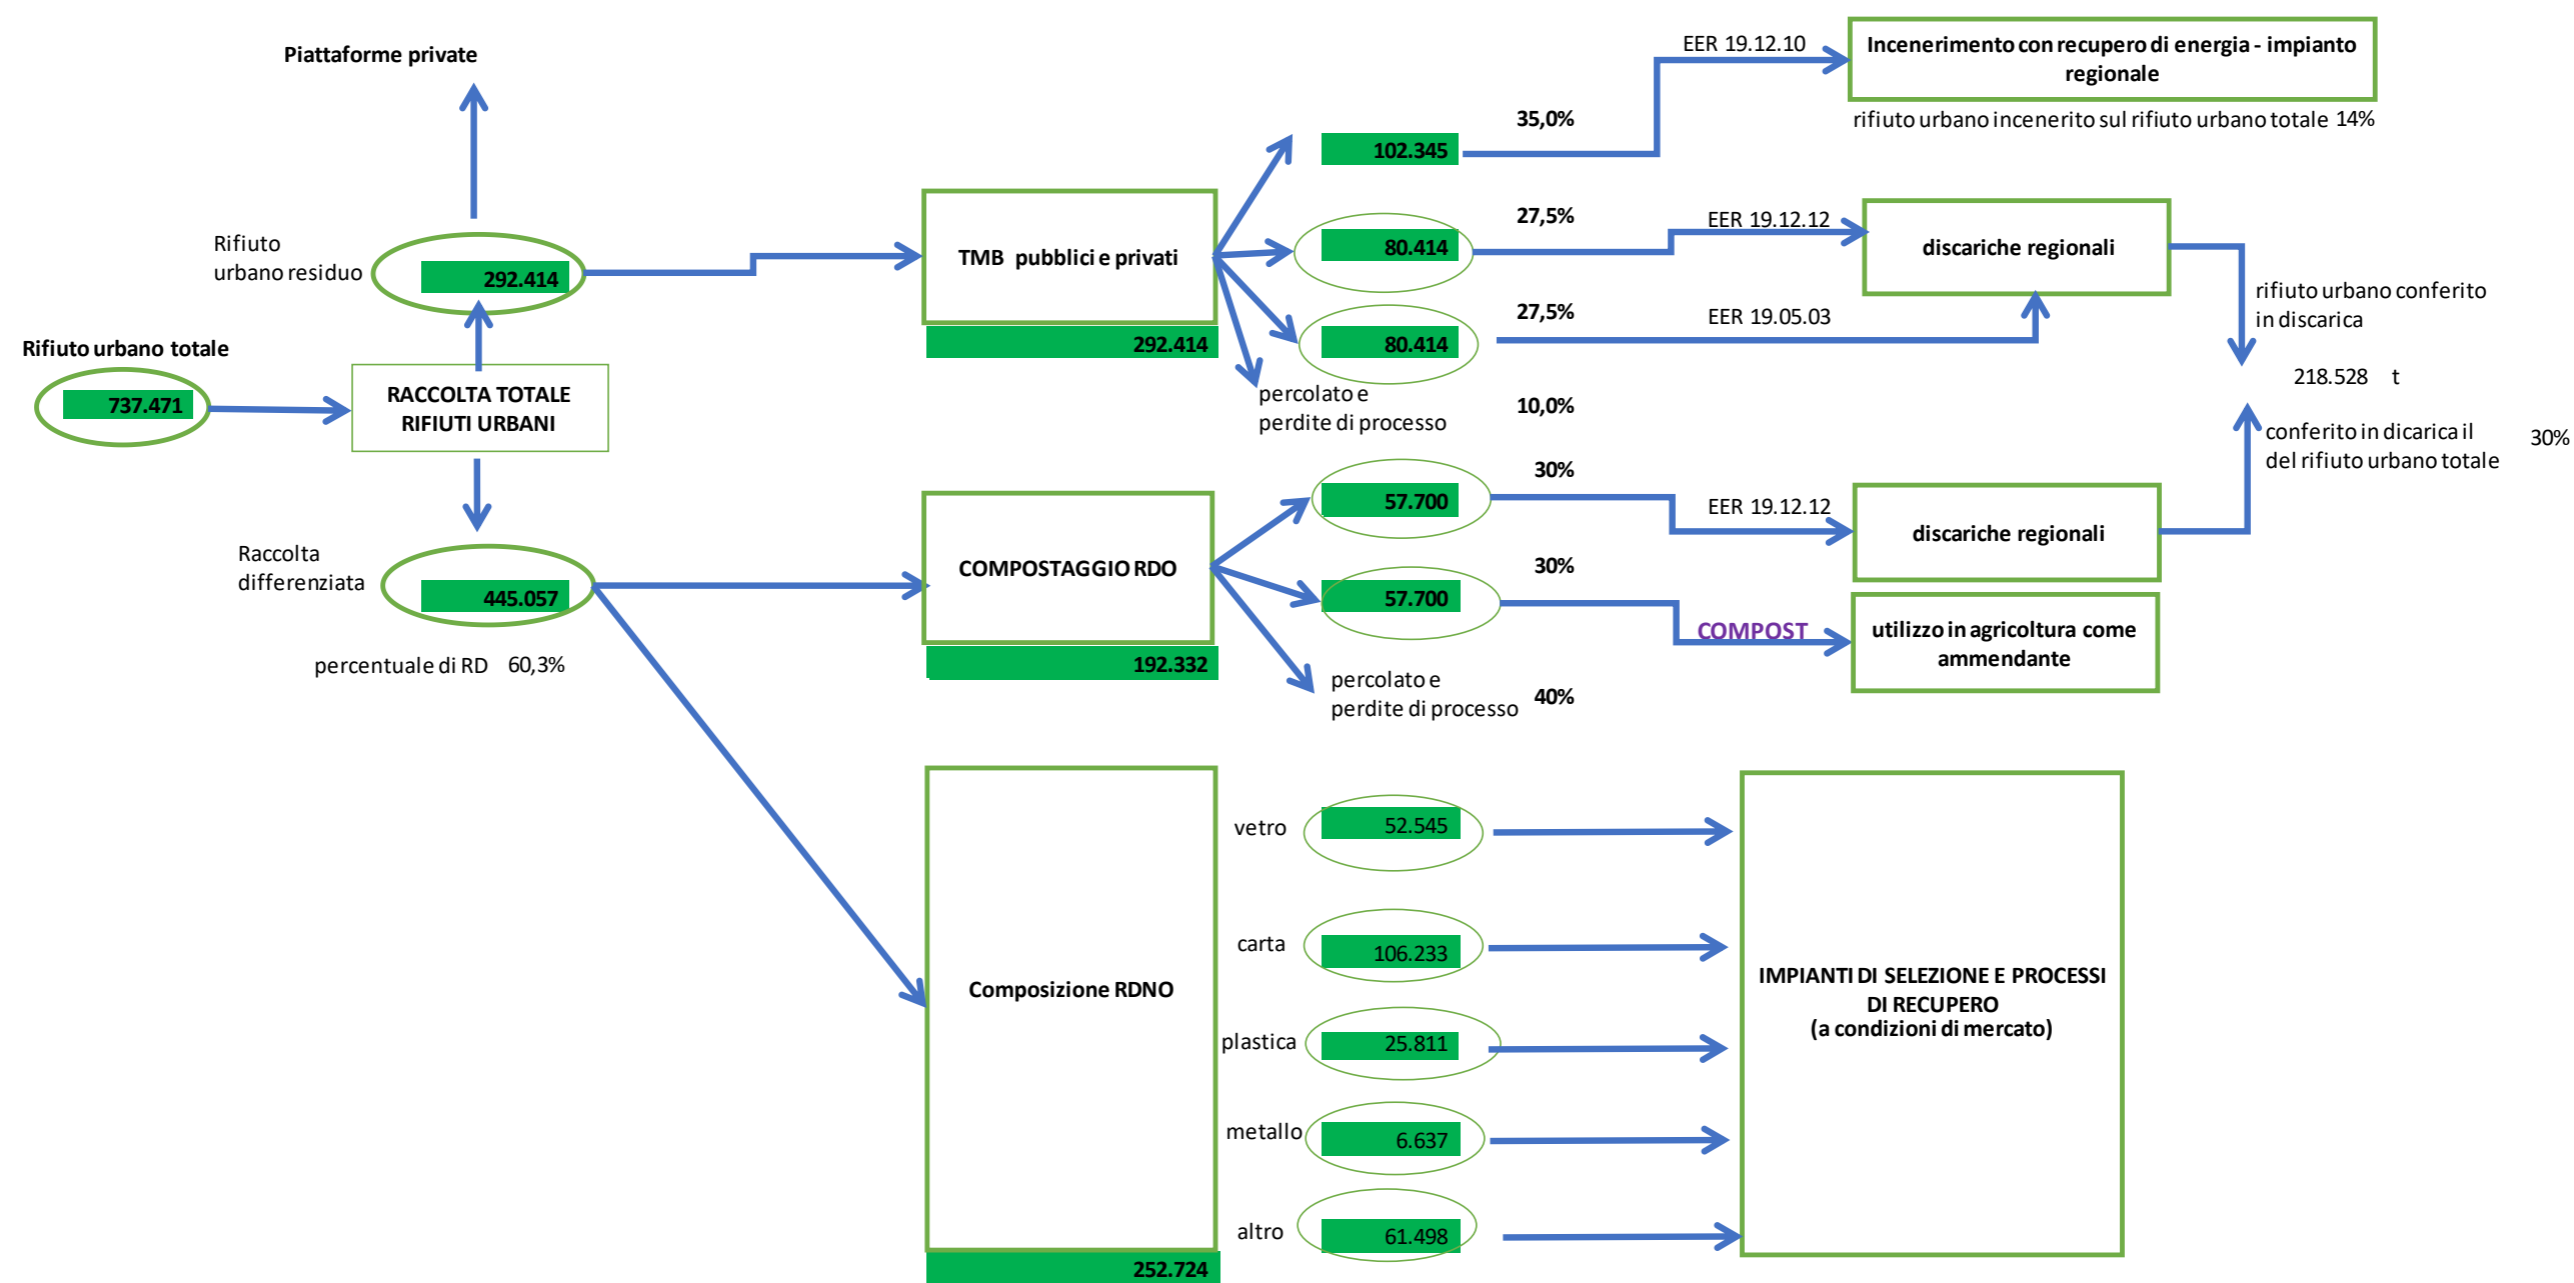 Piattaforme private
EER 19.12.10
Incenerimento con recupero di energia - impianto
regionale
rifiuto urbano incenerito sul rifiuto urbano totale 14%
35,0%
102.345
Rifiuto
urbano residuo
292.414
TMB pubblici e privati
292.414
27,5%
80.414
EER 19.12.12
discariche regionali
27,5%
80.414
EER 19.05.03
rifiuto urbano conferito
in discarica
218.528 t
conferito in dicarica il
del rifiuto urbano totale
30%
Rifiuto urbano totale
737.471
RACCOLTA TOTALE
RIFIUTI URBANI
percolato e
perdite di processo
10,0%
Raccolta
differenziata
445.057
percentuale di RD 60,3%
COMPOSTAGGIO RDO
192.332
30%
57.700
EER 19.12.12
discariche regionali
30%
57.700
COMPOST
utilizzo in agricoltura come
ammendante
percolato e
perdite di processo
40%
Composizione RDNO
252.724
vetro
52.545
carta
106.233
plastica
25.811
metallo
6.637
altro
61.498
IMPIANTI DI SELEZIONE E PROCESSI
DI RECUPERO
(a condizioni di mercato)